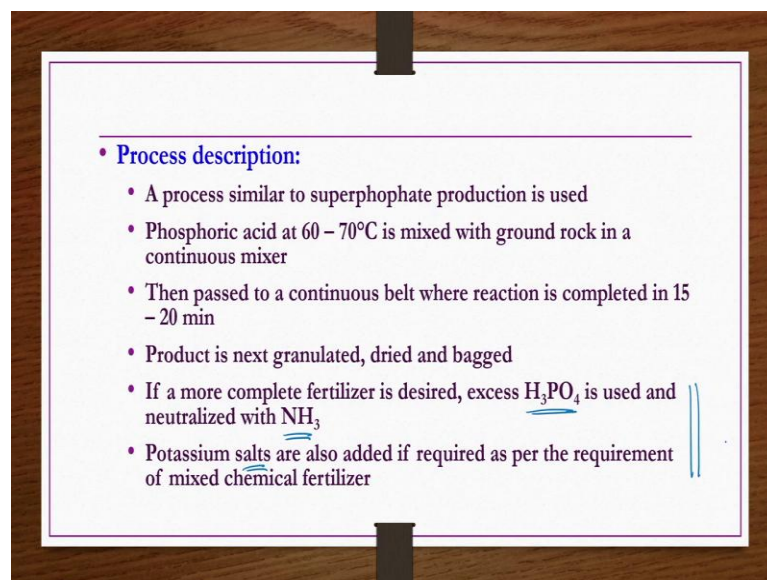 • Process description:
• A process similar to superphophate production is used
• Phosphoric acid at 60 – 70°C is mixed with ground rock in a
continuous mixer
• Then passed to a continuous belt where reaction is completed in 15
– 20 min
• Product is next granulated, dried and bagged
• If a more complete fertilizer is desired, excess H₃PO₄ is used and
neutralized with NH₃
• Potassium salts are also added if required as per the requirement
of mixed chemical fertilizer